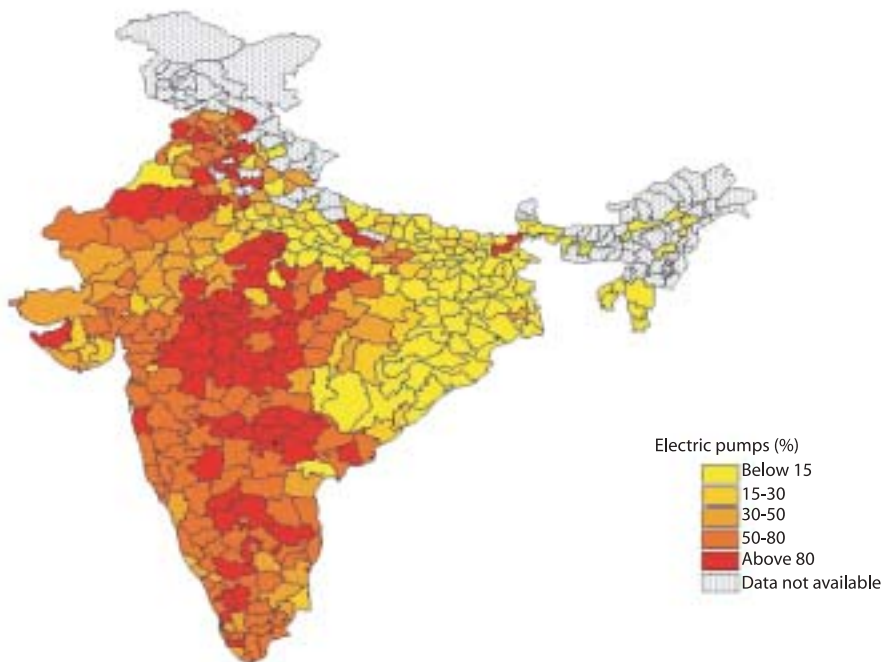 Electric pumps (%)
Below 15
15-30
30-50
50-80
Above 80
Data not available